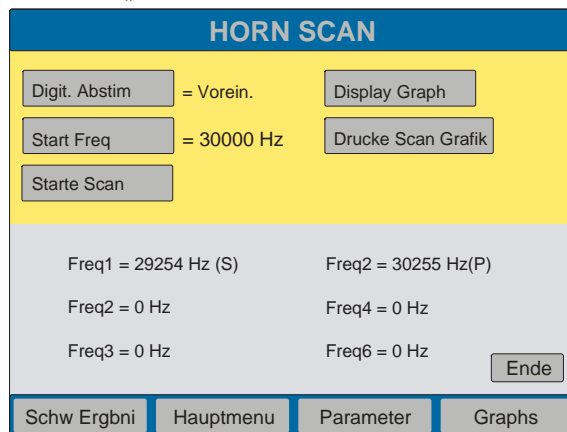 HORN SCAN
Digit. Abstim = Vorein. Display Graph
Start Freq = 30000 Hz Drucke Scan Grafik
Starte Scan
Freq1 = 29254 Hz (S) Freq2 = 30255 Hz(P)
Freq2 = 0 Hz Freq4 = 0 Hz
Freq3 = 0 Hz Freq6 = 0 Hz
Ende
Schw Ergbni Hauptmenu Parameter Graphs